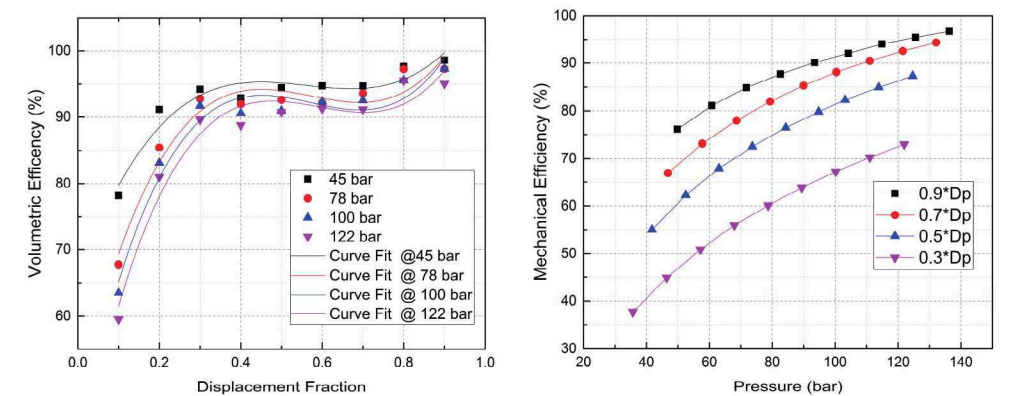 Volumetric Efficency (%)
100
90
80
70
60
45 bar
78 bar
100 bar
122 bar
Curve Fit @45 bar
Curve Fit @ 78 bar
Curve Fit @ 100 bar
Curve Fit @ 122 bar
0.0 0.2 0.4 0.6 0.8 1.0
Displacement Fraction
Mechanical Efficiency (%)
100
90
80
70
60
50
40
30
0.9*Dp
0.7*Dp
0.5*Dp
0.3*Dp
20 40 60 80 100 120 140
Pressure (bar)